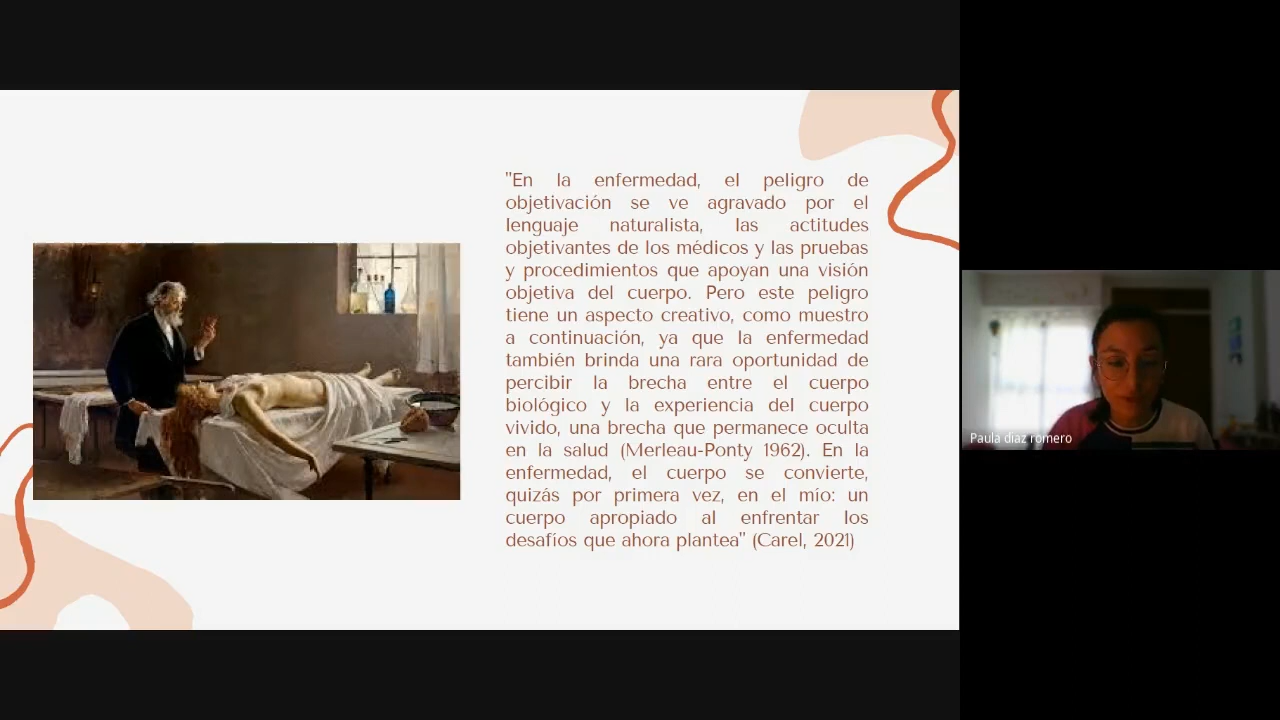 "En la enfermedad, el peligro de
objetivación se ve agravado por el
lenguaje naturalista, las actitudes
objetivantes de los médicos y las pruebas
y procedimientos que apoyan una visión
objetiva del cuerpo. Pero este peligro
tiene un aspecto creativo, como muestro
a continuación, ya que la enfermedad
también brinda una rara oportunidad de
percibir la brecha entre el cuerpo
biológico y la experiencia del cuerpo
vivido, una brecha que permanece oculta
en la salud (Merleau-Ponty 1962). En la
enfermedad, el cuerpo se convierte,
quizás por primera vez, en el mío: un
cuerpo apropiado al enfrentar los
desafíos que ahora plantea" (Carel, 2021)
Paula diaz romero